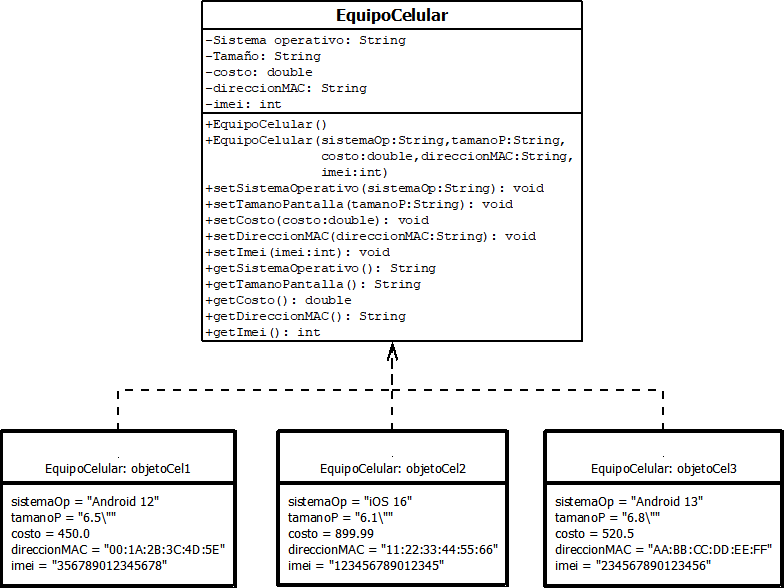 EquipoCelular
-Sistema operativo: String
-Tamaño: String
-costo: double
-direccionMAC: String
-imei: int
+EquipoCelular()
+EquipoCelular(sistemaOp:String,tamanoP:String,
costo:double,direccionMAC:String,
imei:int)
+setSistemaOperativo(sistemaOp:String): void
+setTamanoPantalla(tamanoP:String): void
+setCosto(costo:double): void
+setDireccionMAC(direccionMAC:String): void
+setImei(imei:int): void
+getSistemaOperativo(): String
+getTamanoPantalla(): String
+getCosto(): double
+getDireccionMAC(): String
+getImei(): int
EquipoCelular: objetoCel1
sistemaOp = "Android 12"
tamanoP = "6.5\""
costo = 450.0
direccionMAC = "00:1A:2B:3C:4D:5E"
imei = "356789012345678"
EquipoCelular: objetoCel2
sistemaOp = "iOS 16"
tamanoP = "6.1\""
costo = 899.99
direccionMAC = "11:22:33:44:55:66"
imei = "123456789012345"
EquipoCelular: objetoCel3
sistemaOp = "Android 13"
tamanoP = "6.8\""
costo = 520.5
direccionMAC = "AA:BB:CC:DD:EE:FF"
imei = "234567890123456"